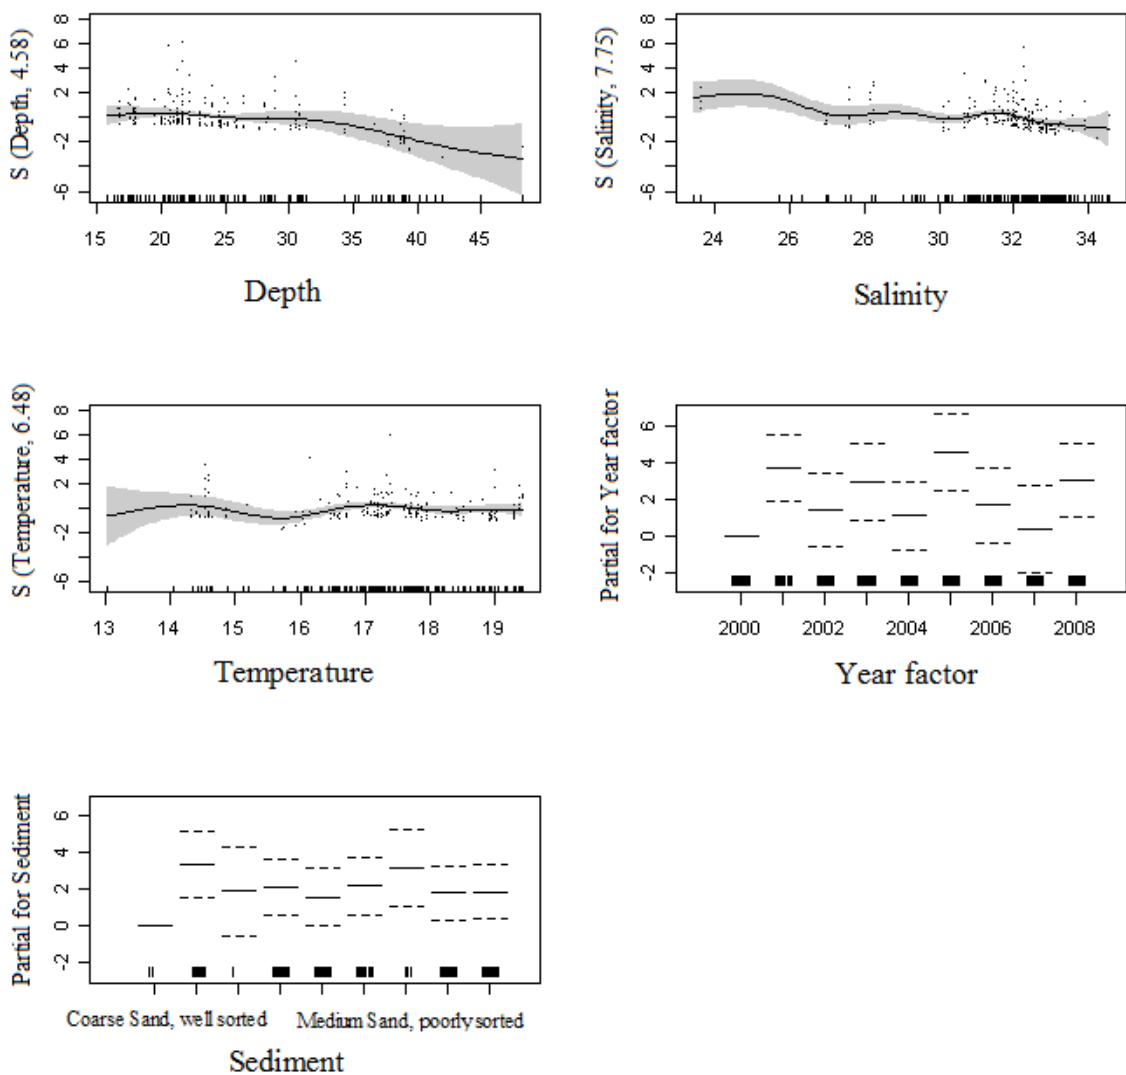 S (Depth, 4.58)
8
6
4
2
-2
-6
15 20 25 30 35 40 45
Depth
S (Salinity, 7.75)
8
6
4
2
0
-2
-6
24 26 28 30 32 34
Salinity
S (Temperature, 6.48)
8
6
4
2
-2
-6
13 14 15 16 17 18 19
Temperature
Partial for Year factor
6
4
2
0
-2
2000 2002 2004 2006 2008
Year factor
Partial for Sediment
6
4
2
0
-2
Coarse Sand, well sorted Medium Sand, poorly sorted
Sediment